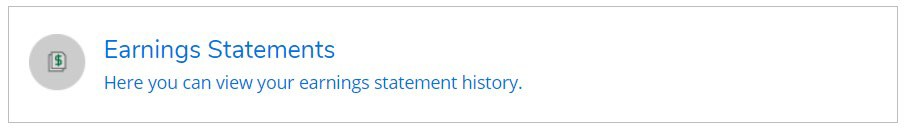 Earnings Statements
Here you can view your earnings statement history.